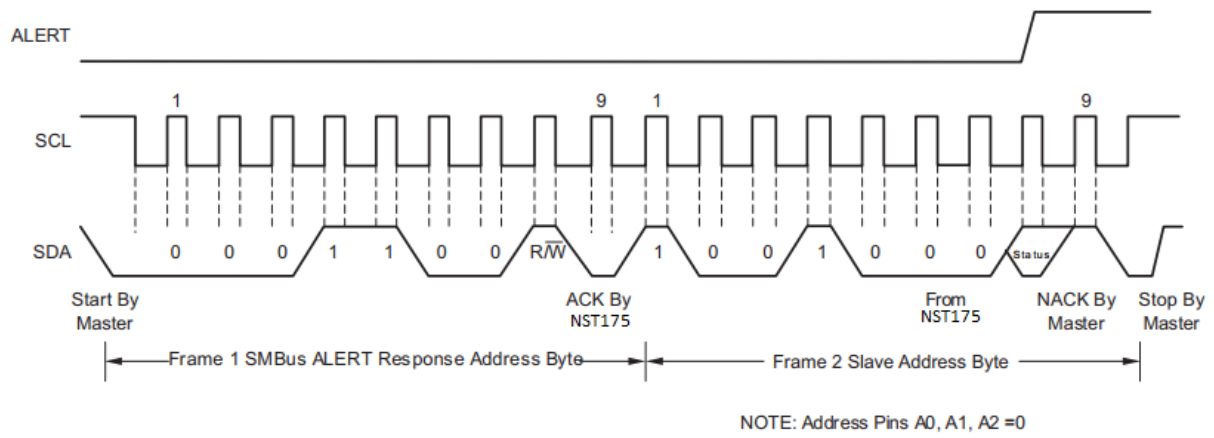 ALERT
1 9 1 9
SCL
SDA
0 0 0 1 1 0 0 R/W̅ 1 0 0 1 0 0 0 Status
Start By
Master
ACK By
NST175
From
NST175
NACK By
Master
Stop By
Master
Frame 1 SMBus ALERT Response Address Byte
Frame 2 Slave Address Byte
NOTE: Address Pins A0, A1, A2 =0